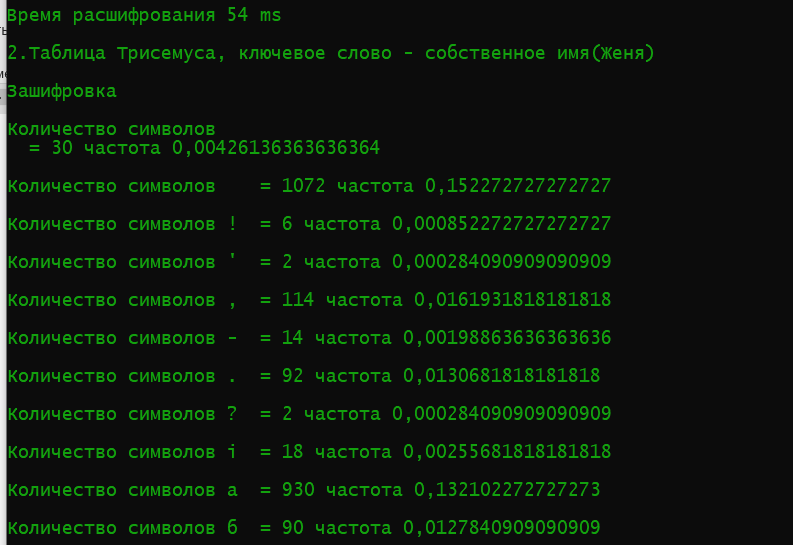 Время расшифрования 54 ms
2.Таблица Трисемуса, ключевое слово - собственное имя(Женя)
Зашифровка
Количество символов
= 30 частота 0,00426136363636364
Количество символов = 1072 частота 0,152272727272727
Количество символов ! = 6 частота 0,000852272727272727
Количество символов ' = 2 частота 0,000284090909090909
Количество символов , = 114 частота 0,0161931818181818
Количество символов - = 14 частота 0,00198863636363636
Количество символов . = 92 частота 0,0130681818181818
Количество символов ? = 2 частота 0,000284090909090909
Количество символов i = 18 частота 0,00255681818181818
Количество символов а = 930 частота 0,132102272727273
Количество символов б = 90 частота 0,0127840909090909